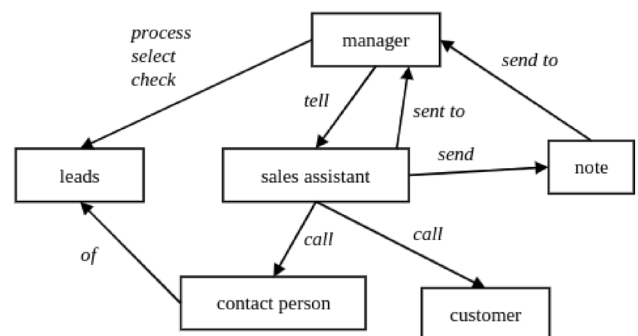 process
select
check
manager
send to
tell
sent to
send
leads
sales assistant
note
of
call
call
contact person
customer